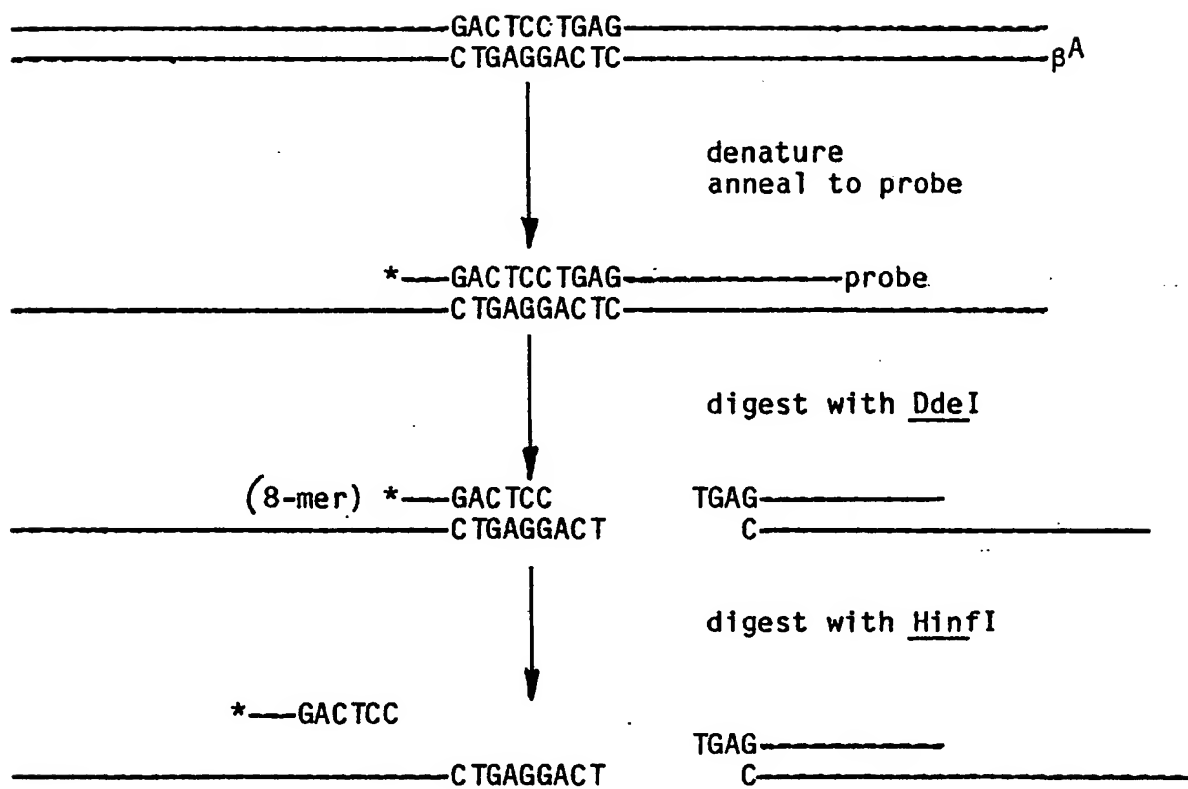 GACTCCTGAG
CTGAGGACTC βA
denature
anneal to probe
*GACTCCTGAG probe
CTGAGGACTC
digest with DdeI
(8-mer) *GACTCC TGAG
CTGAGGACT C
digest with HinfI
*GACTCC
TGAG
CTGAGGACT C